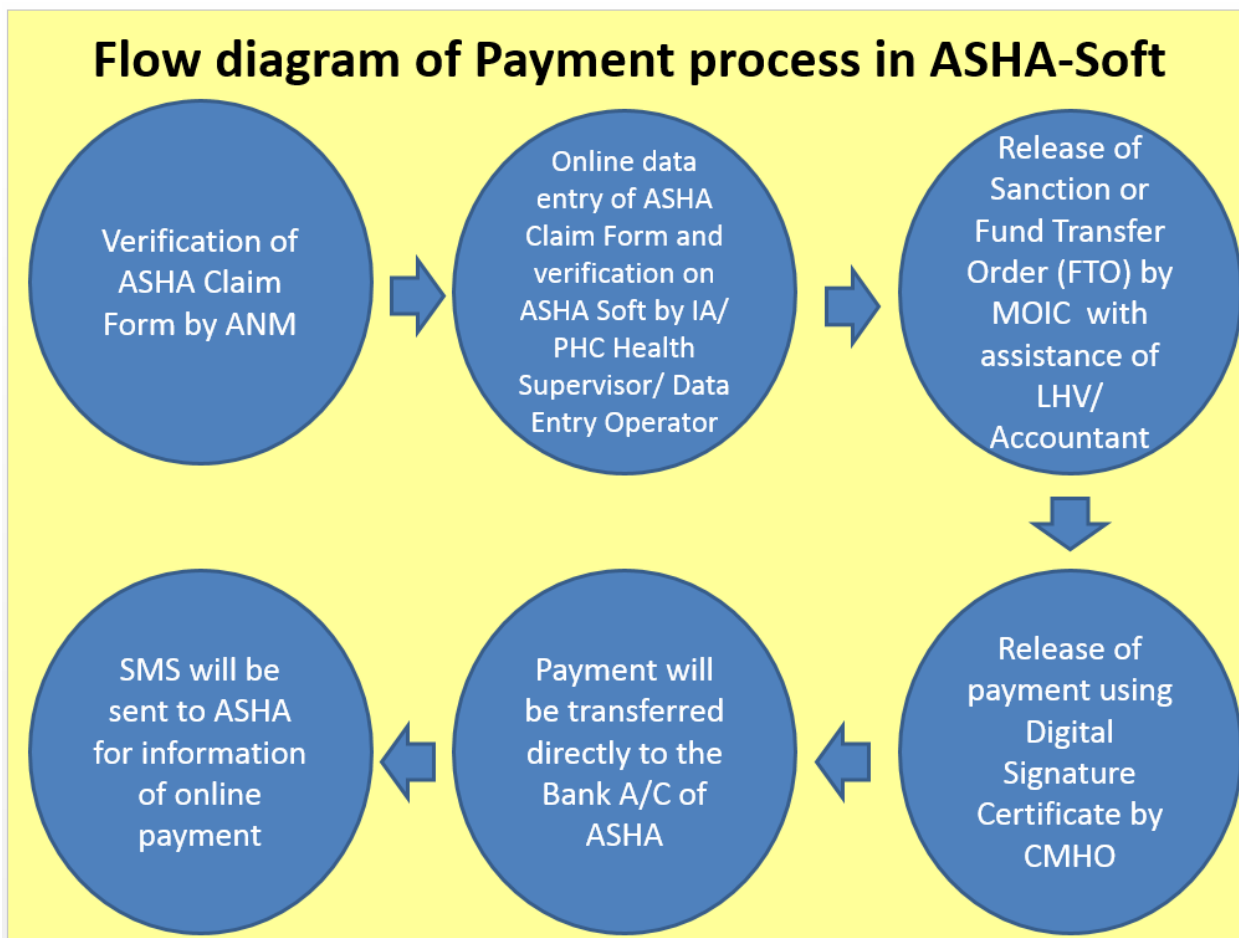 Flow diagram of Payment process in ASHA-Soft
Verification of
ASHA Claim
Form by ANM
Online data
entry of ASHA
Claim Form and
verification on
ASHA Soft by IA/
PHC Health
Supervisor/ Data
Entry Operator
Release of
Sanction or
Fund Transfer
Order (FTO) by
MOIC with
assistance of
LHV/
Accountant
Release of
payment using
Digital
Signature
Certificate by
CMHO
Payment will
be transferred
directly to the
Bank A/C of
ASHA
SMS will be
sent to ASHA
for information
of online
payment